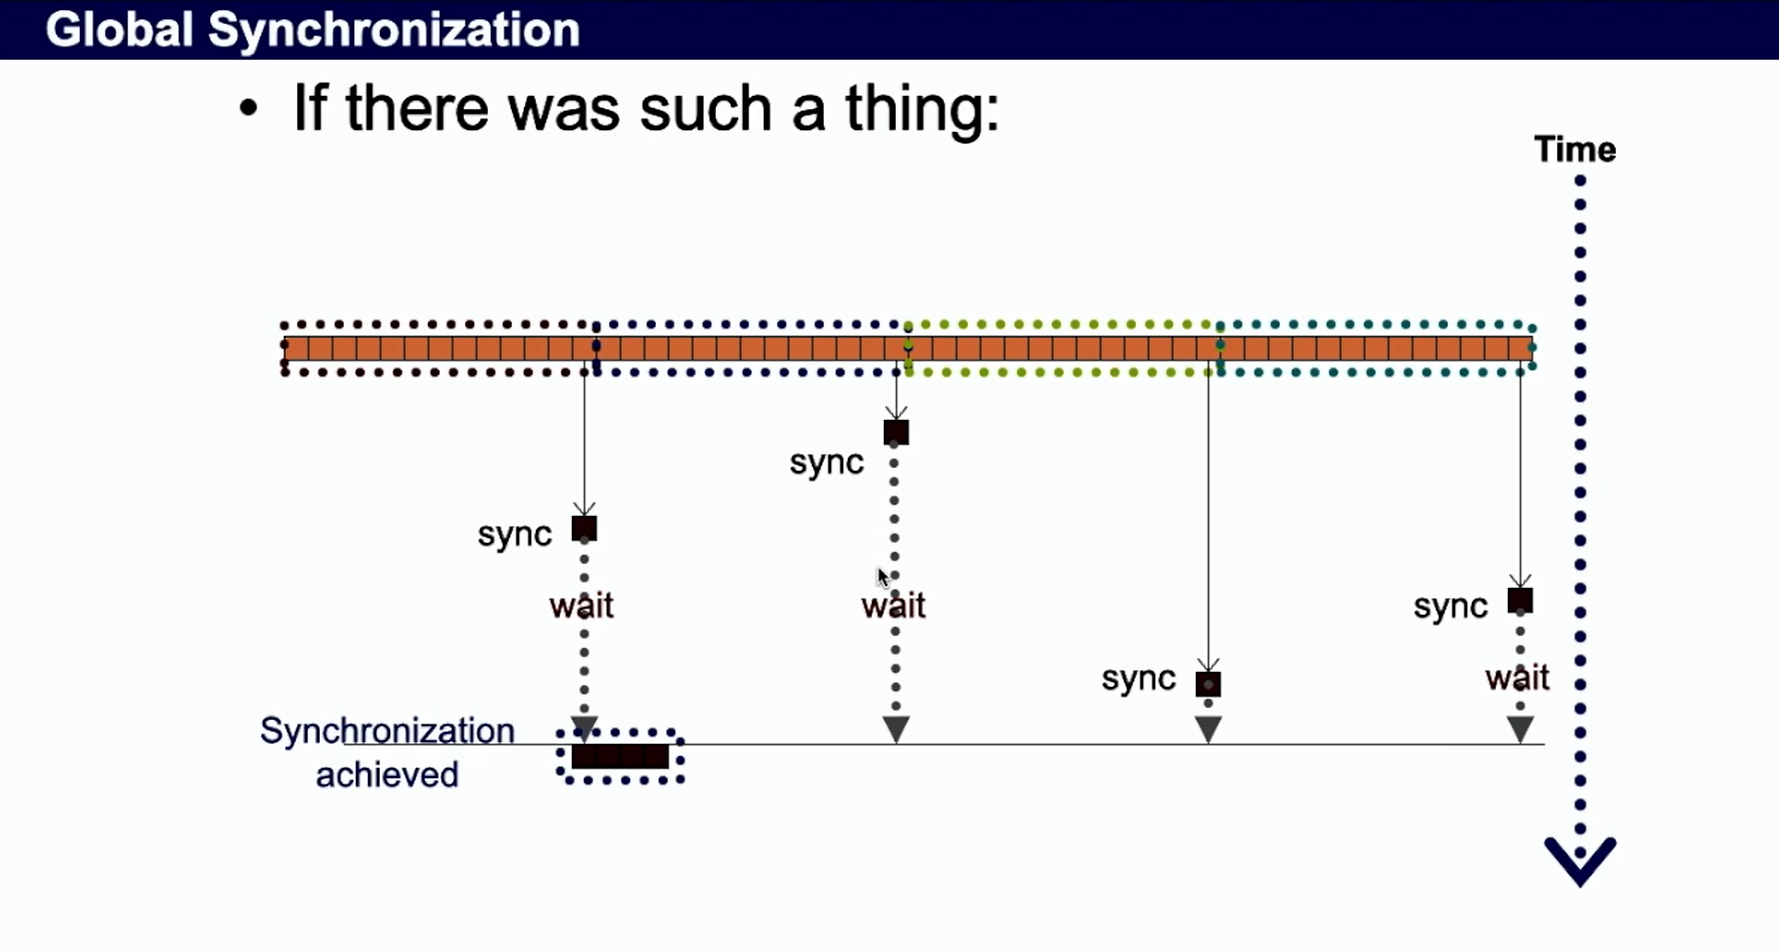 Global Synchronization
• If there was such a thing:
Time
sync
sync
wait
wait
sync
sync
wait
Synchronization
achieved